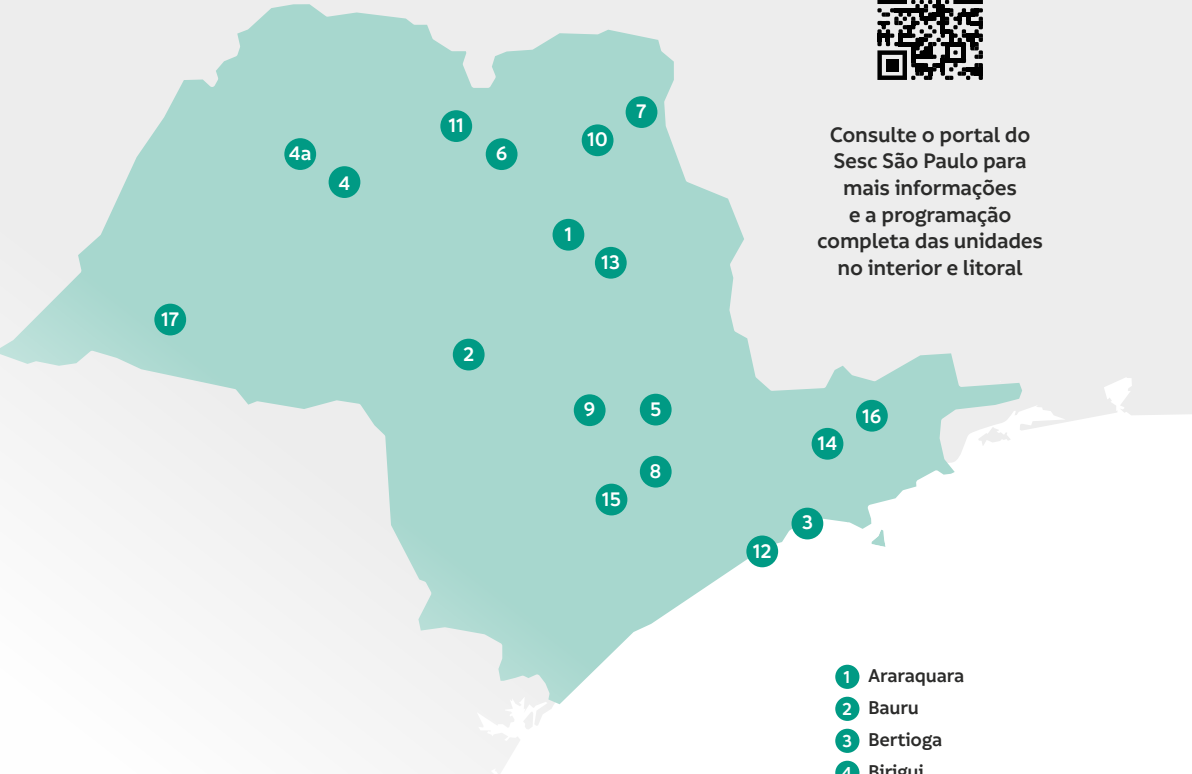 Consulte o portal do
Sesc São Paulo para
mais informações
e a programação
completa das unidades
no interior e litoral
7
11
10
4a
6
4
1
13
17
2
9
5
16
14
8
15
3
12
1 Araraquara
2 Bauru
3 Bertioga
4 Birigui